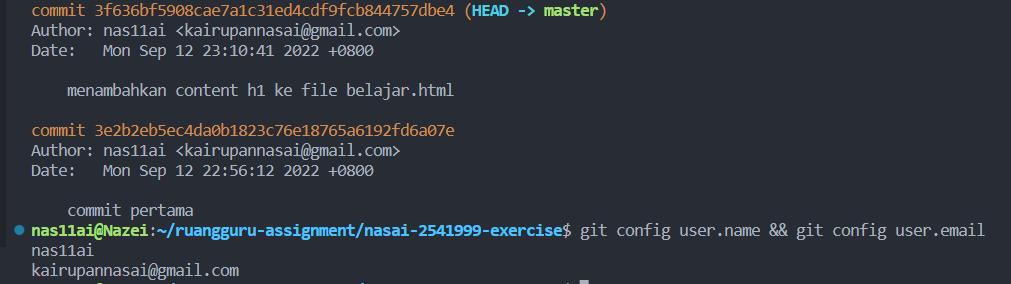 commit 3f636bf5908cae7a1c31ed4cdf9fcb844757dbe4 (HEAD -> master)
Author: nas11ai <kairupannasai@gmail.com>
Date:   Mon Sep 12 23:10:41 2022 +0800
menambahkan content h1 ke file belajar.html
commit 3e2b2eb5ec4da0b1823c76e18765a6192fd6a07e
Author: nas11ai <kairupannasai@gmail.com>
Date:   Mon Sep 12 22:56:12 2022 +0800
commit pertama
nas11ai@Nazei:~/ruangguru-assignment/nasai-2541999-exercise$ git config user.name && git config user.email
nas11ai
kairupannasai@gmail.com